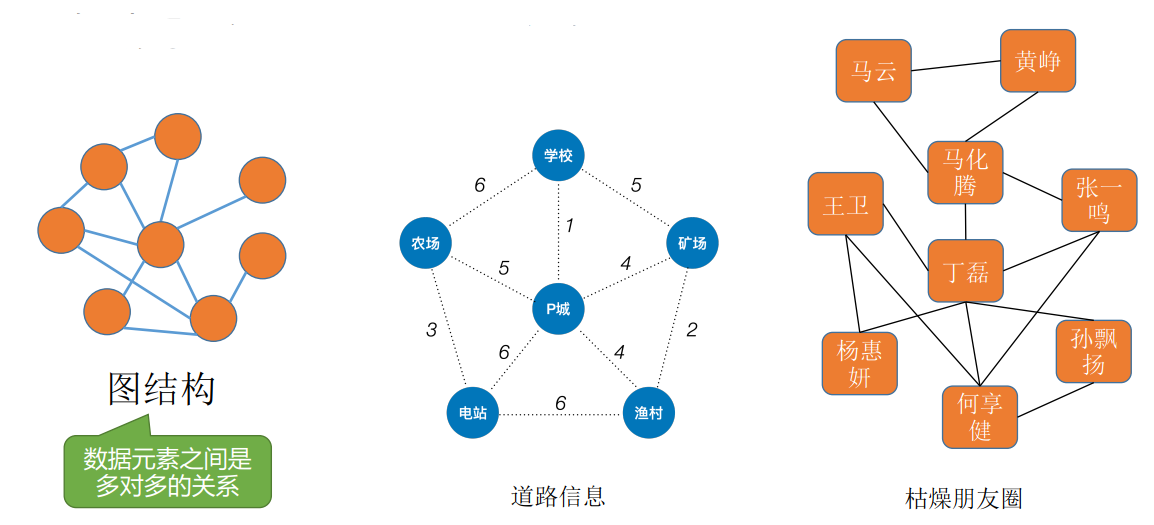 图结构
数据元素之间是
多对多的关系
学校
6
5
1
农场
矿场
5
4
P城
3
2
6
4
电站
6
渔村
道路信息
马云
黄峥
马化
腾
张一
鸣
王卫
丁磊
杨惠
妍
孙飘
扬
何享
健
枯燥朋友圈